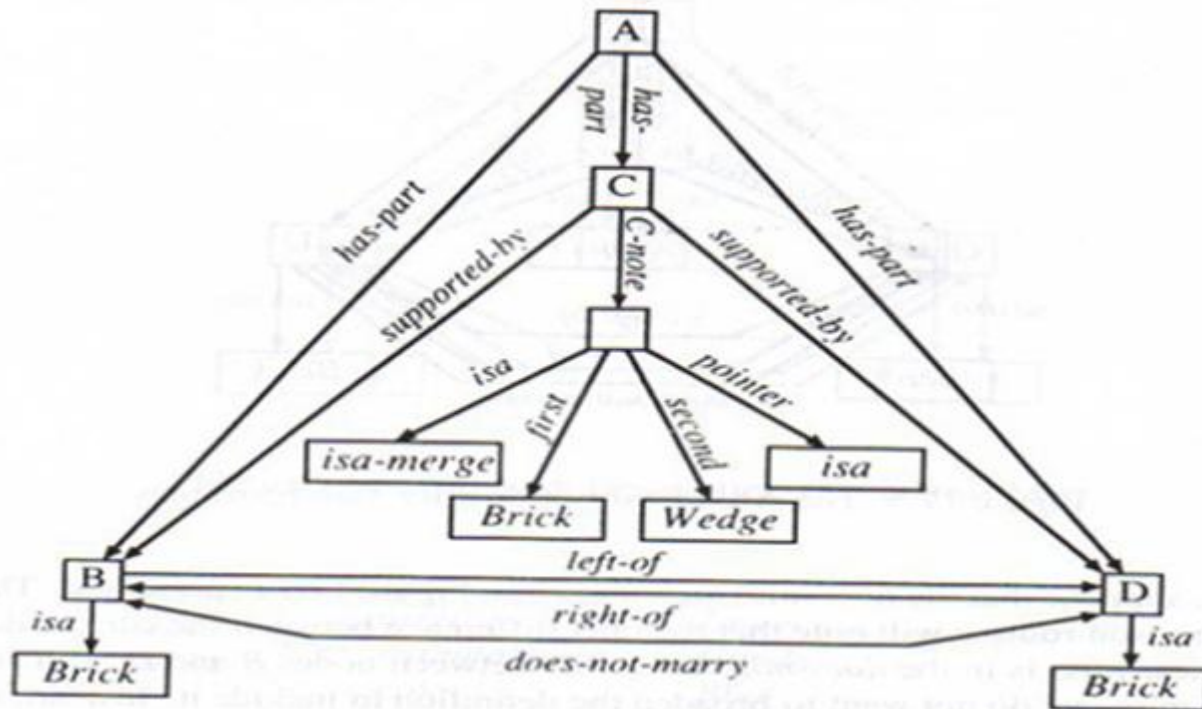 A
has-
part
C
has-part
has-part
supported-by
supported-by
C-note
isa
first
second
pointer
isa-merge
isa
Brick
Wedge
left-of
B
D
right-of
isa
isa
does-not-marry
Brick
Brick